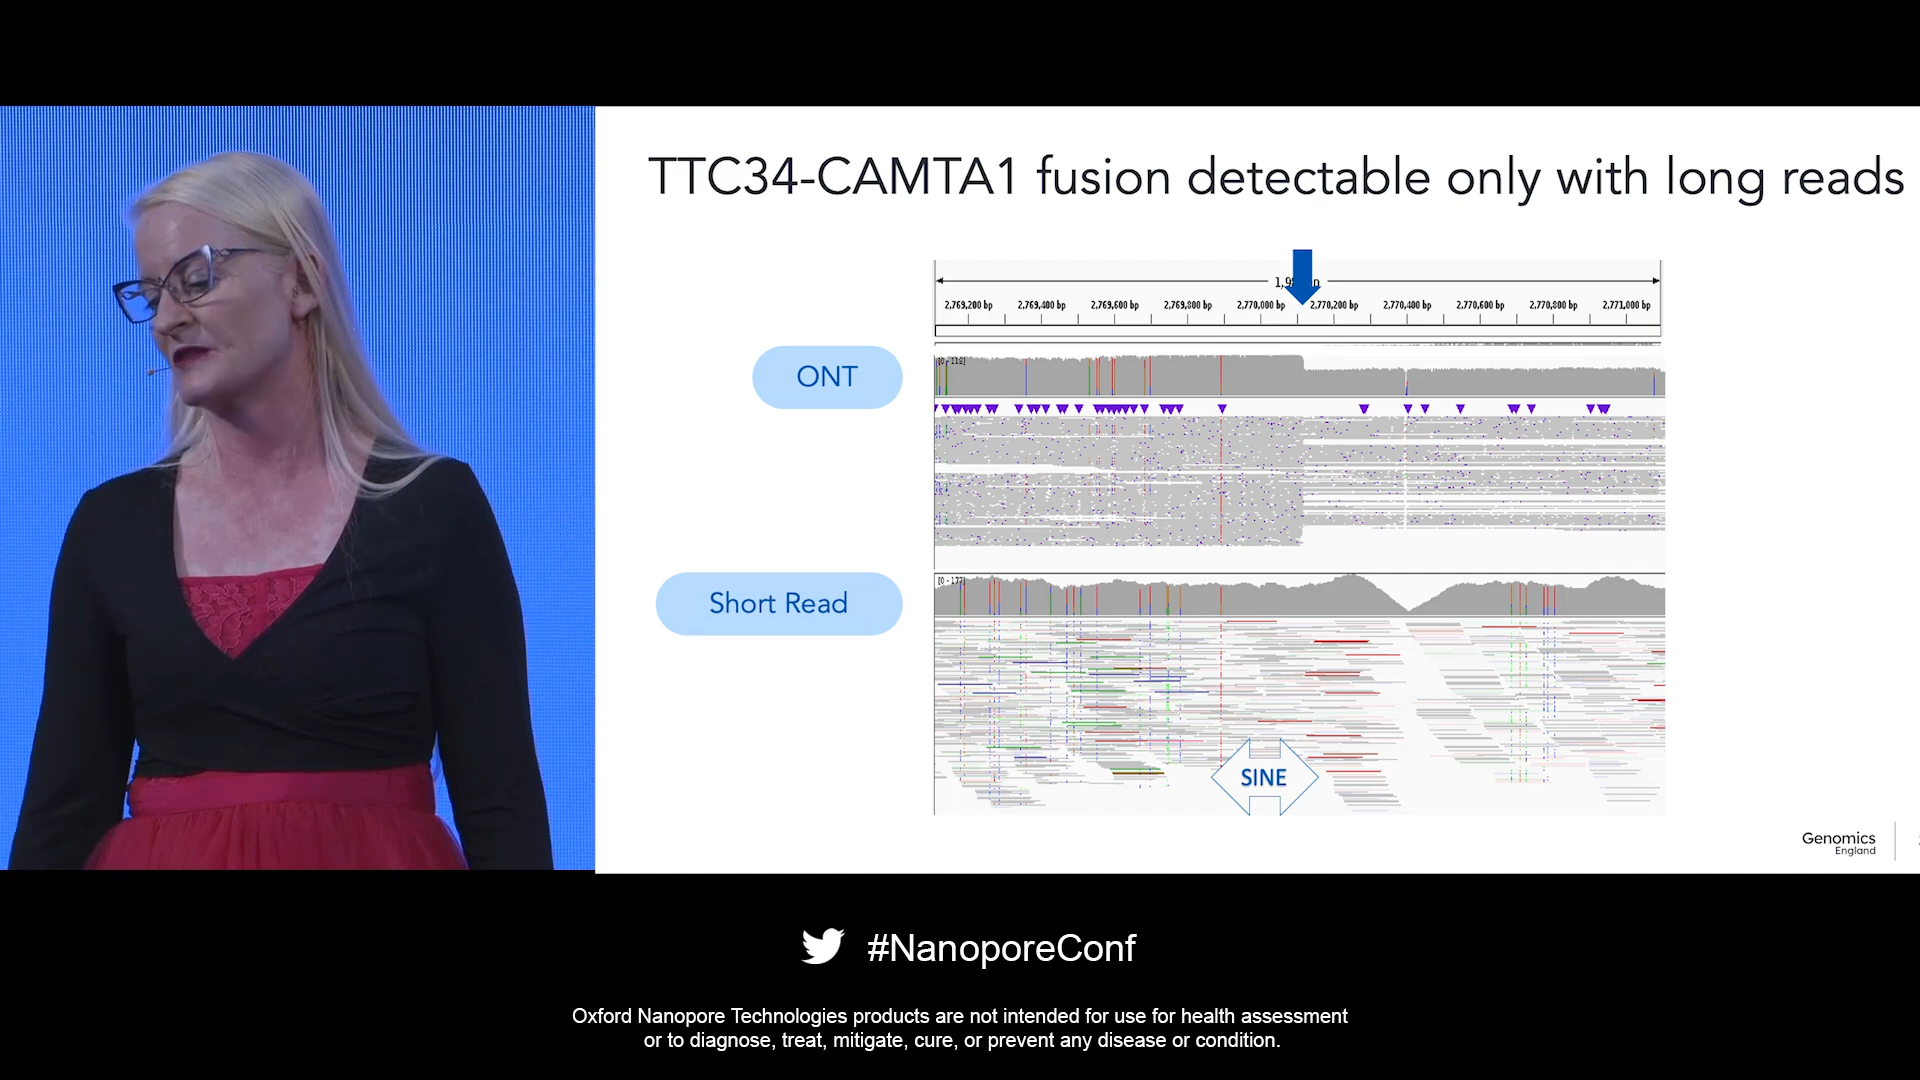 TTC34-CAMTA1 fusion detectable only with long reads
2,769,200 bp 2,769,400 bp 2,769,600 bp 2,769,800 bp 2,770,000 bp 2,770,200 bp 2,770,400 bp 2,770,600 bp 2,770,800 bp 2,771,000 bp
ONT
[0 - 118]
Short Read
[0 - 177]
SINE
Genomics
England
#NanoporeConf
Oxford Nanopore Technologies products are not intended for use for health assessment
or to diagnose, treat, mitigate, cure, or prevent any disease or condition.